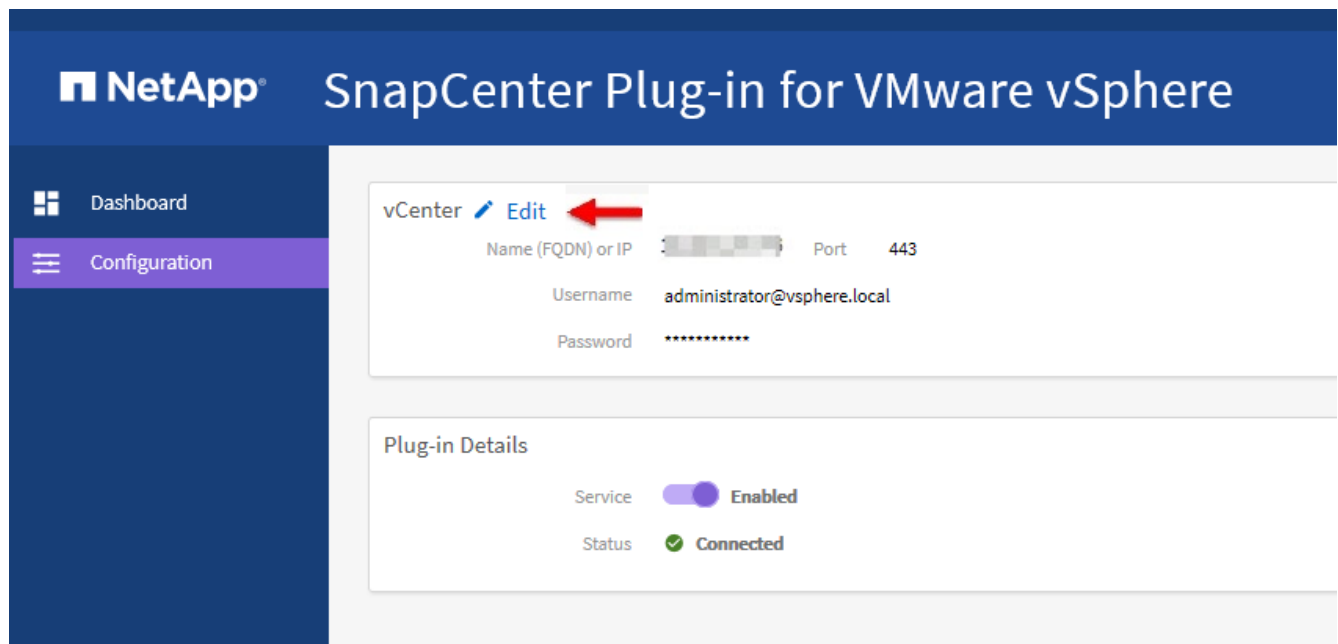 NetApp® SnapCenter Plug-in for VMware vSphere
Dashboard
Configuration
vCenter Edit
Name (FQDN) or IP Port 443
Username administrator@vsphere.local
Password ***********
Plug-in Details
Service Enabled
Status Connected